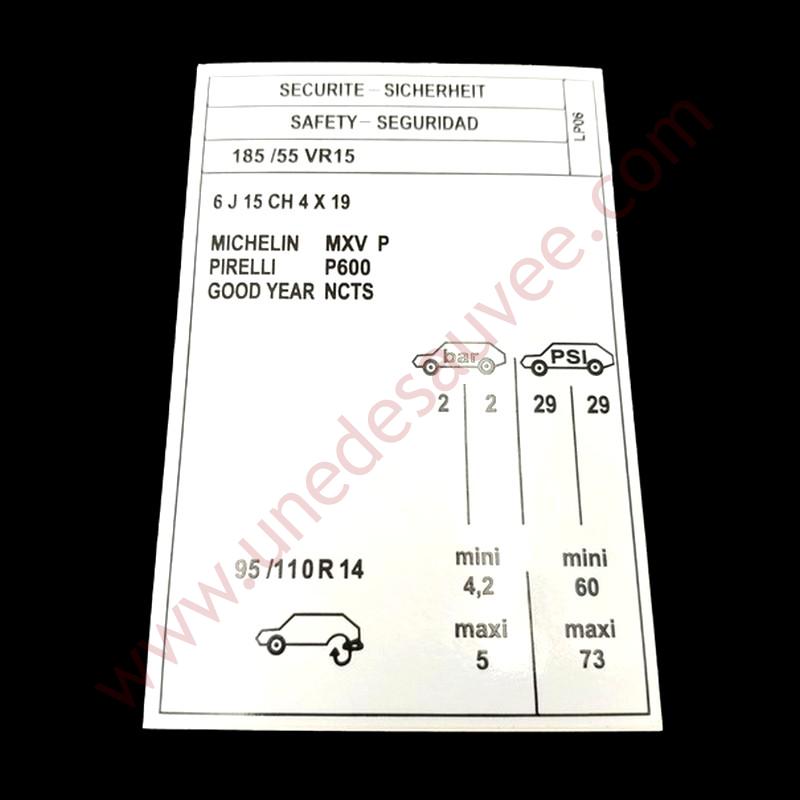 SECURITE - SICHERHEIT
SAFETY - SEGURIDAD
LP06
185 /55 VR15
6 J 15 CH 4 X 19
MICHELIN MXV P
PIRELLI P600
GOOD YEAR NCTS
bar PSI
2 2 29 29
95 /110 R 14
mini mini
4,2 60
maxi maxi
5 73
www.unedesauvee.com